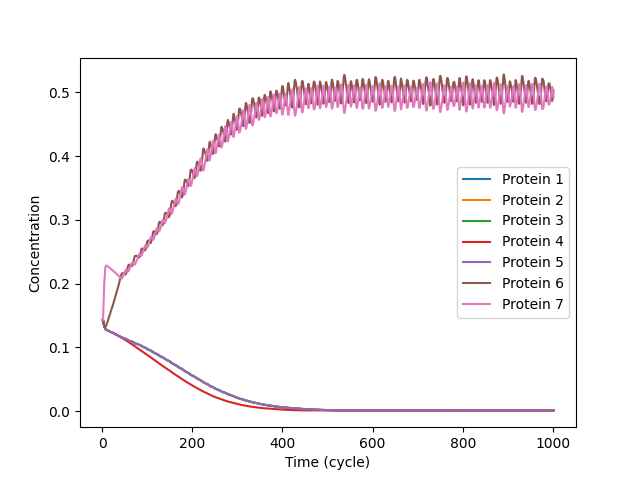 0.5
0.4
0.3
0.2
0.1
0.0
Concentration
Protein 1
Protein 2
Protein 3
Protein 4
Protein 5
Protein 6
Protein 7
0 200 400 600 800 1000
Time (cycle)